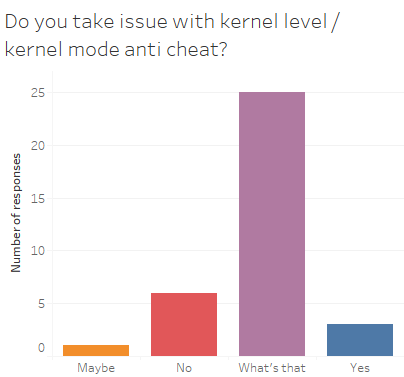 Do you take issue with kernel level /
kernel mode anti cheat?
25
20
15
10
5
0
Number of responses
Maybe
No
What's that
Yes